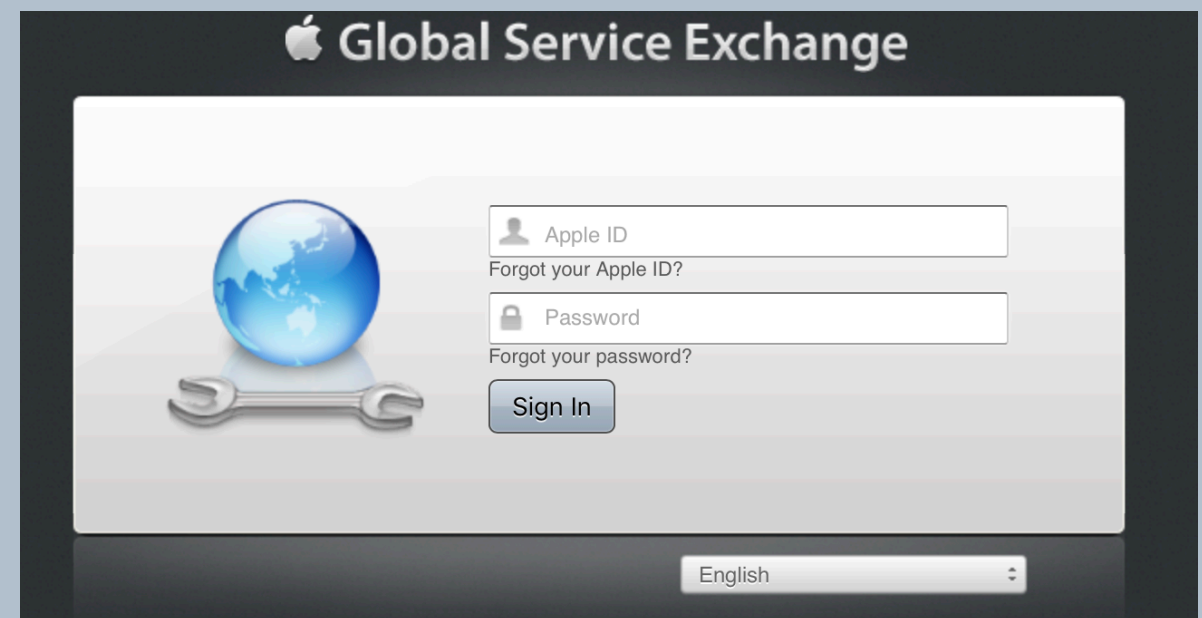 Global Service Exchange
Apple ID
Forgot your Apple ID?
Password
Forgot your password?
Sign In
English